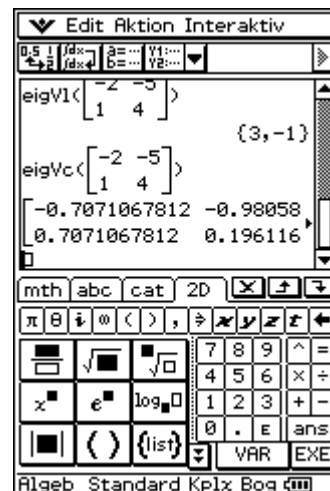 Edit Aktion Interaktiv
eigVl([-2 -5
1 4])
{3,-1}
eigVc([-2 -5
1 4])
[-0.7071067812 -0.98058
0.7071067812 0.196116
mth abc cat 2D
π θ i ∞ ( ) , ⇒ x y z t ←
7 8 9 ^ =
4 5 6 × ÷
1 2 3 + -
0 . E ans
x■ e■ log■□
|■| (■) {list}
VAR EXE
Algeb Standard Kplx Bog